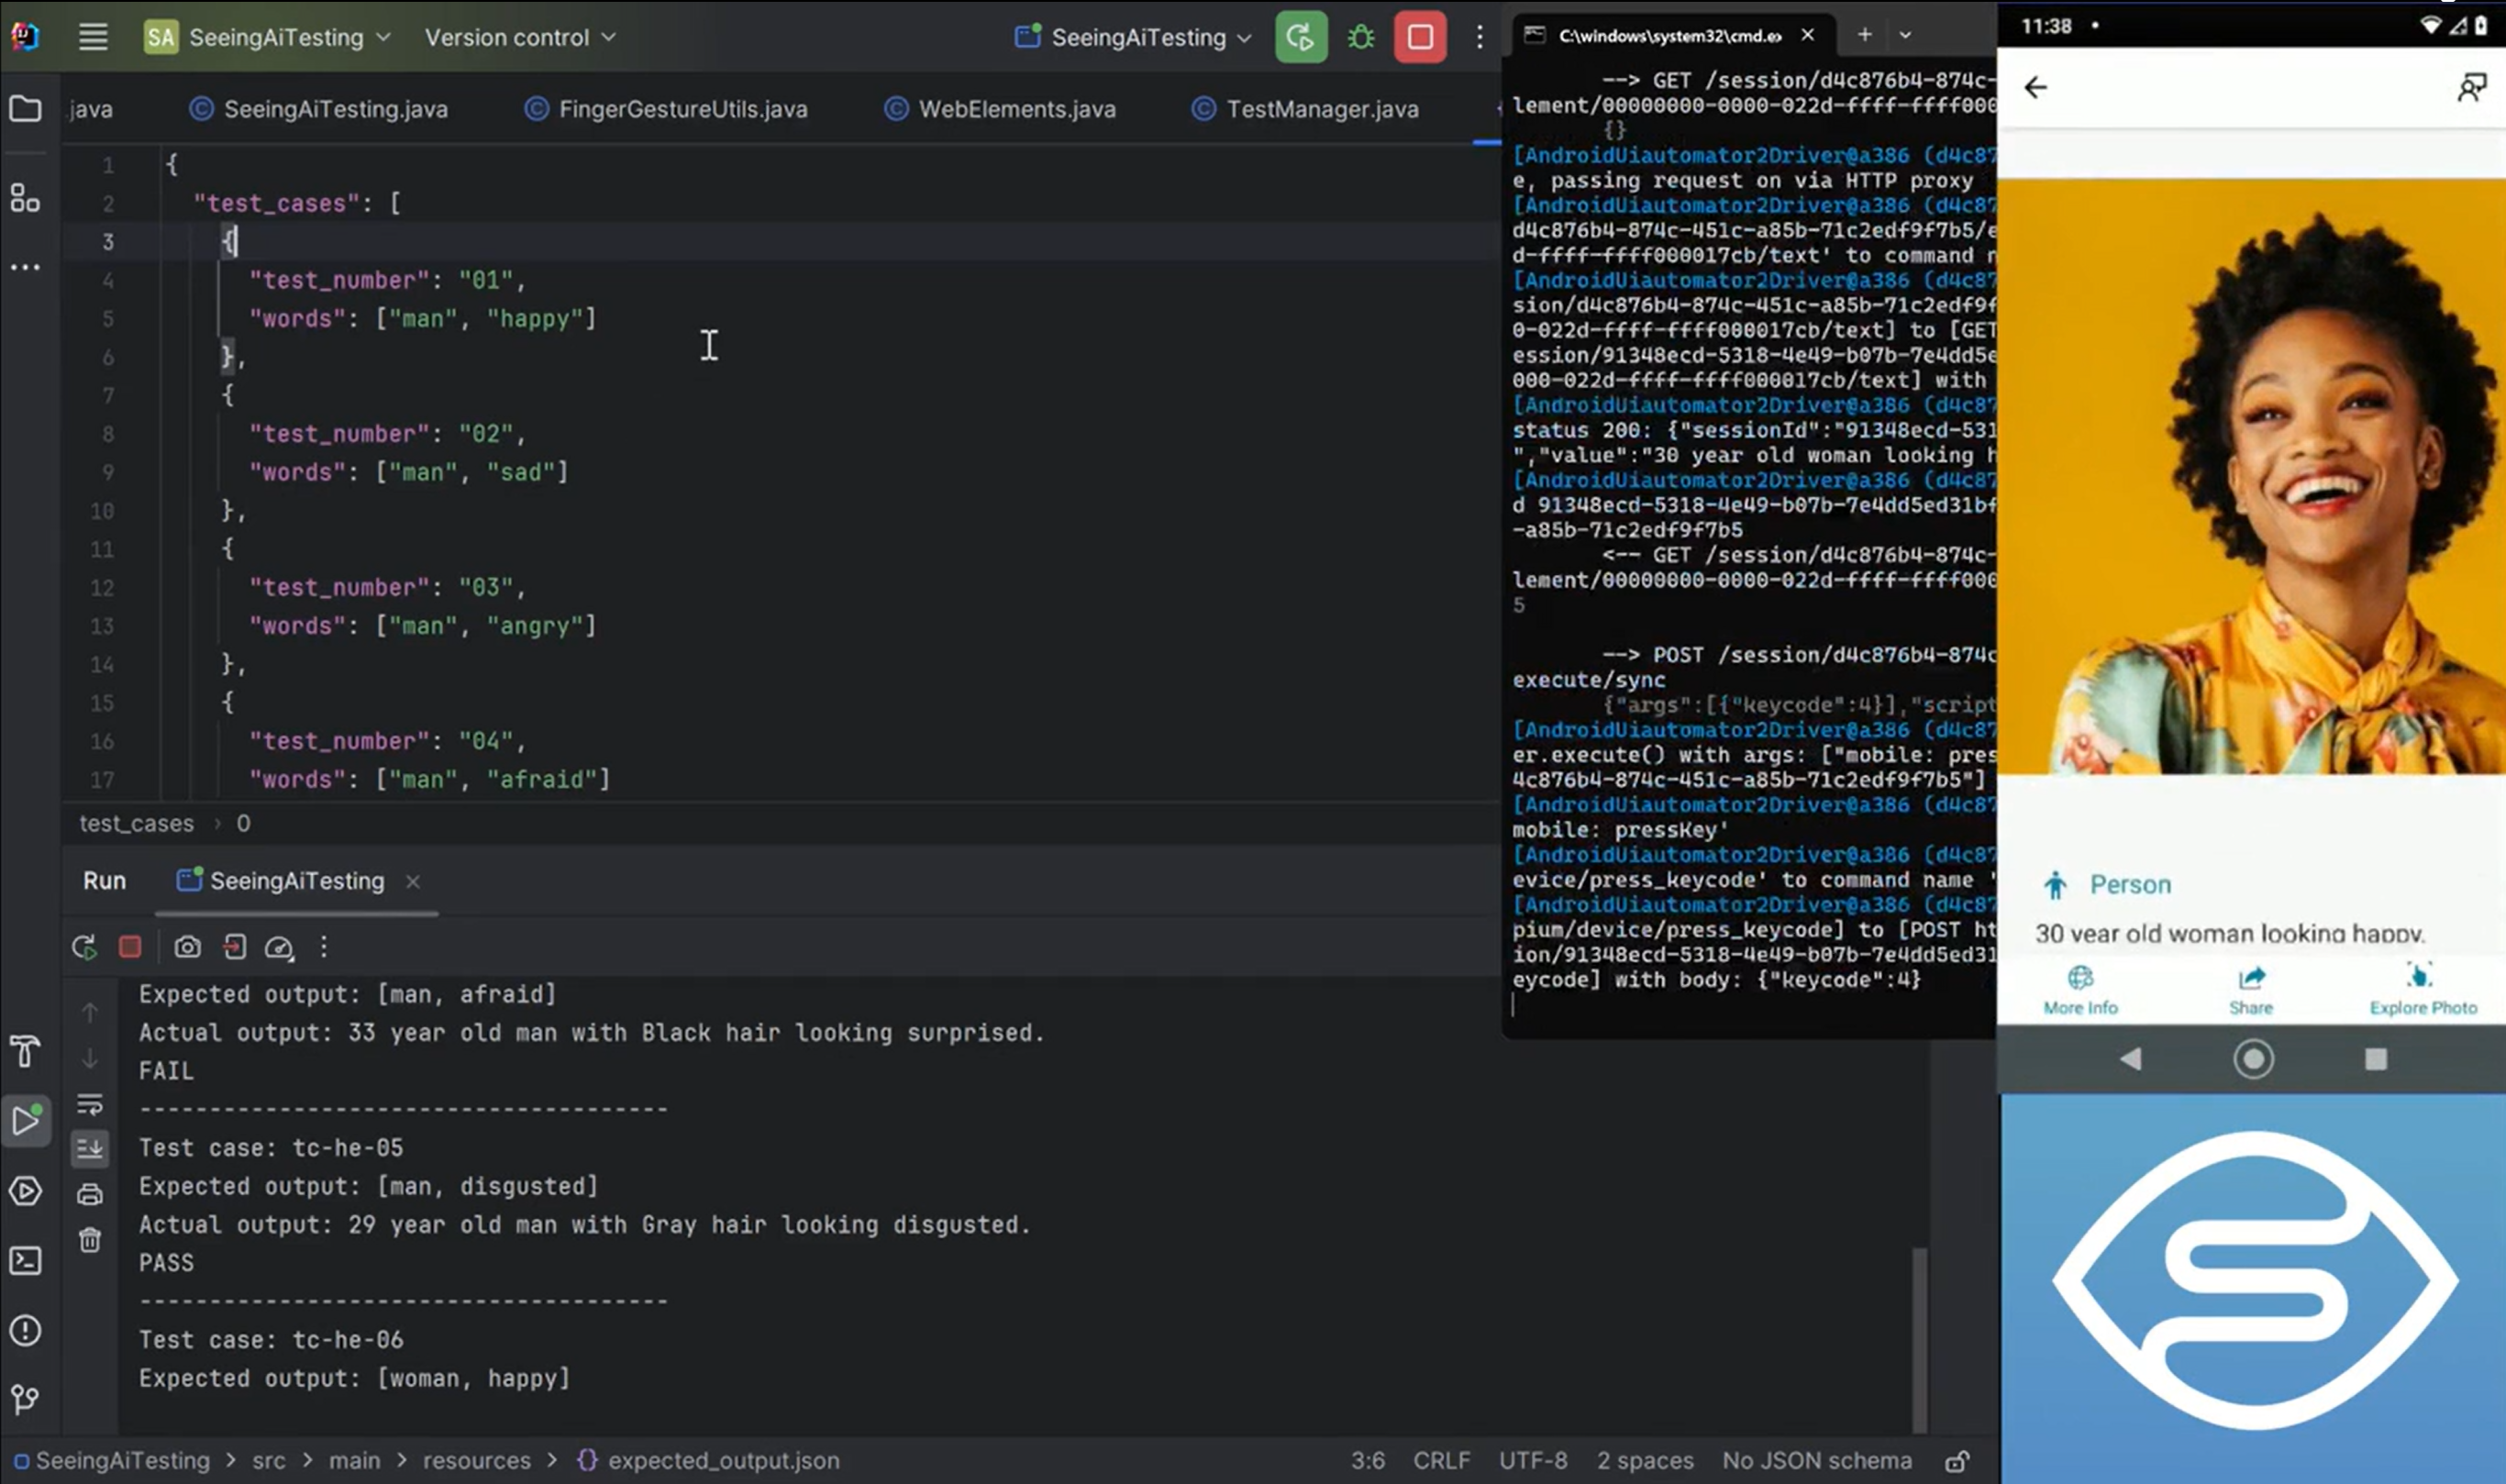 SA SeeingAiTesting Version control SeeingAiTesting
.java SeeingAiTesting.java FingerGestureUtils.java WebElements.java TestManager.java
1 {
2 "test_cases": [
3 {
4 "test_number": "01",
5 "words": ["man", "happy"]
6 },
7 {
8 "test_number": "02",
9 "words": ["man", "sad"]
10 },
11 {
12 "test_number": "03",
13 "words": ["man", "angry"]
14 },
15 {
16 "test_number": "04",
17 "words": ["man", "afraid"]
test_cases › 0
Run SeeingAiTesting
Expected output: [man, afraid]
Actual output: 33 year old man with Black hair looking surprised.
FAIL
--------------------------------------
Test case: tc-he-05
Expected output: [man, disgusted]
Actual output: 29 year old man with Gray hair looking disgusted.
PASS
--------------------------------------
Test case: tc-he-06
Expected output: [woman, happy]
SeeingAiTesting > src > main > resources > {} expected_output.json 3:6 CRLF UTF-8 2 spaces No JSON schema
C:\windows\system32\cmd.e
--> GET /session/d4c876b4-874c-
lement/00000000-0000-022d-ffff-ffff000
{}
[AndroidUiautomator2Driver@a386 (d4c87
e, passing request on via HTTP proxy
[AndroidUiautomator2Driver@a386 (d4c87
d4c876b4-874c-451c-a85b-71c2edf9f7b5/e
d-ffff-ffff000017cb/text' to command n
[AndroidUiautomator2Driver@a386 (d4c87
sion/d4c876b4-874c-451c-a85b-71c2edf9f
0-022d-ffff-ffff000017cb/text] to [GET
ession/91348ecd-5318-4e49-b07b-7e4dd5e
000-022d-ffff-ffff000017cb/text] with
[AndroidUiautomator2Driver@a386 (d4c87
status 200: {"sessionId":"91348ecd-531
","value":"30 year old woman looking h
[AndroidUiautomator2Driver@a386 (d4c87
d 91348ecd-5318-4e49-b07b-7e4dd5ed31bf
-a85b-71c2edf9f7b5
<-- GET /session/d4c876b4-874c-
lement/00000000-0000-022d-ffff-ffff000
5
--> POST /session/d4c876b4-874c
execute/sync
{"args":[{"keycode":4}],"script
[AndroidUiautomator2Driver@a386 (d4c87
er.execute() with args: ["mobile: pres
4c876b4-874c-451c-a85b-71c2edf9f7b5"]
[AndroidUiautomator2Driver@a386 (d4c87
mobile: pressKey'
[AndroidUiautomator2Driver@a386 (d4c87
evice/press_keycode' to command name '
[AndroidUiautomator2Driver@a386 (d4c87
pium/device/press_keycode] to [POST ht
ion/91348ecd-5318-4e49-b07b-7e4dd5ed31
eycode] with body: {"keycode":4}
11:38
Person
30 year old woman looking happy.
More Info Share Explore Photo